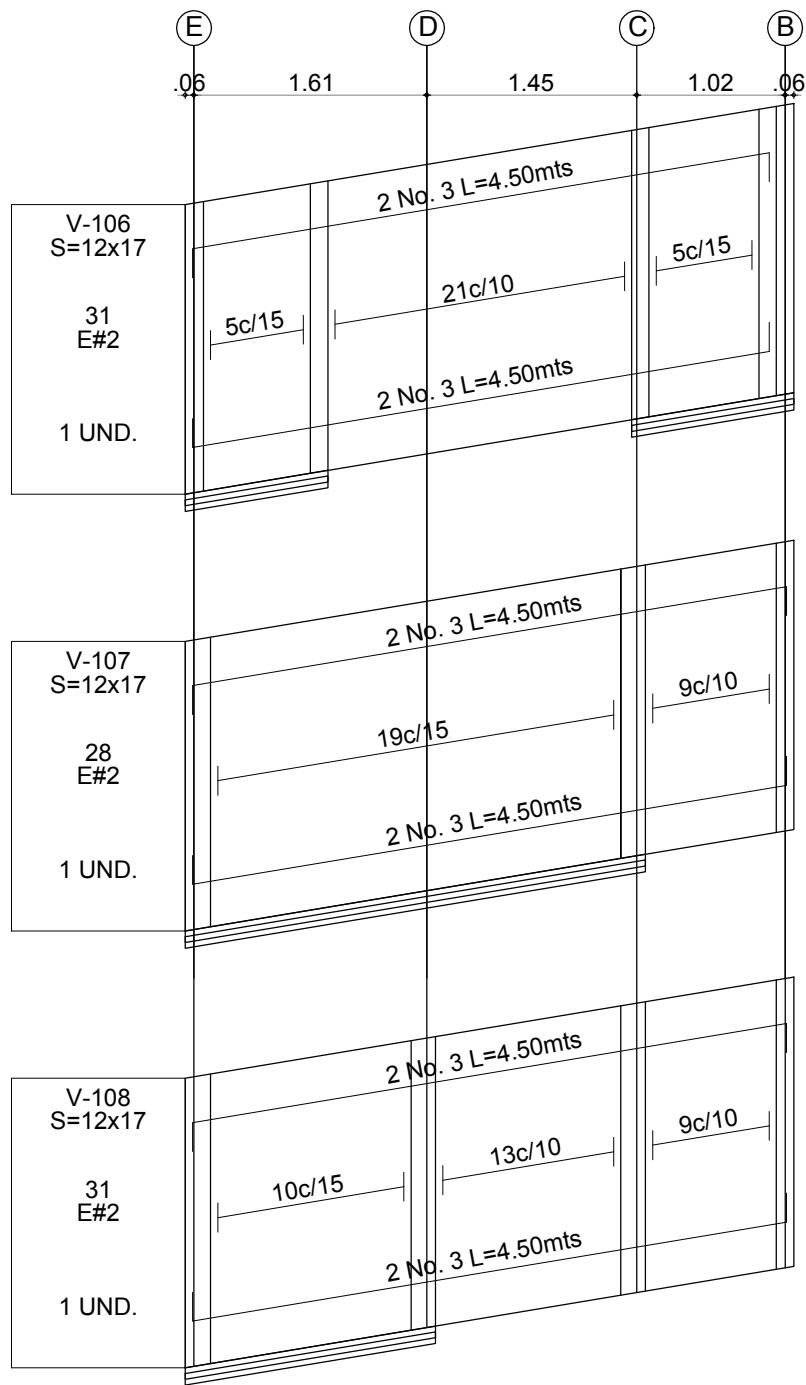 E D C B
.06 1.61 1.45 1.02 .06
V-106
S=12x17
31
E#2
1 UND.
2 No. 3 L=4.50mts
5c/15
21c/10
5c/15
2 No. 3 L=4.50mts
V-107
S=12x17
28
E#2
1 UND.
2 No. 3 L=4.50mts
19c/15
9c/10
2 No. 3 L=4.50mts
V-108
S=12x17
31
E#2
1 UND.
2 No. 3 L=4.50mts
10c/15
13c/10
9c/10
2 No. 3 L=4.50mts